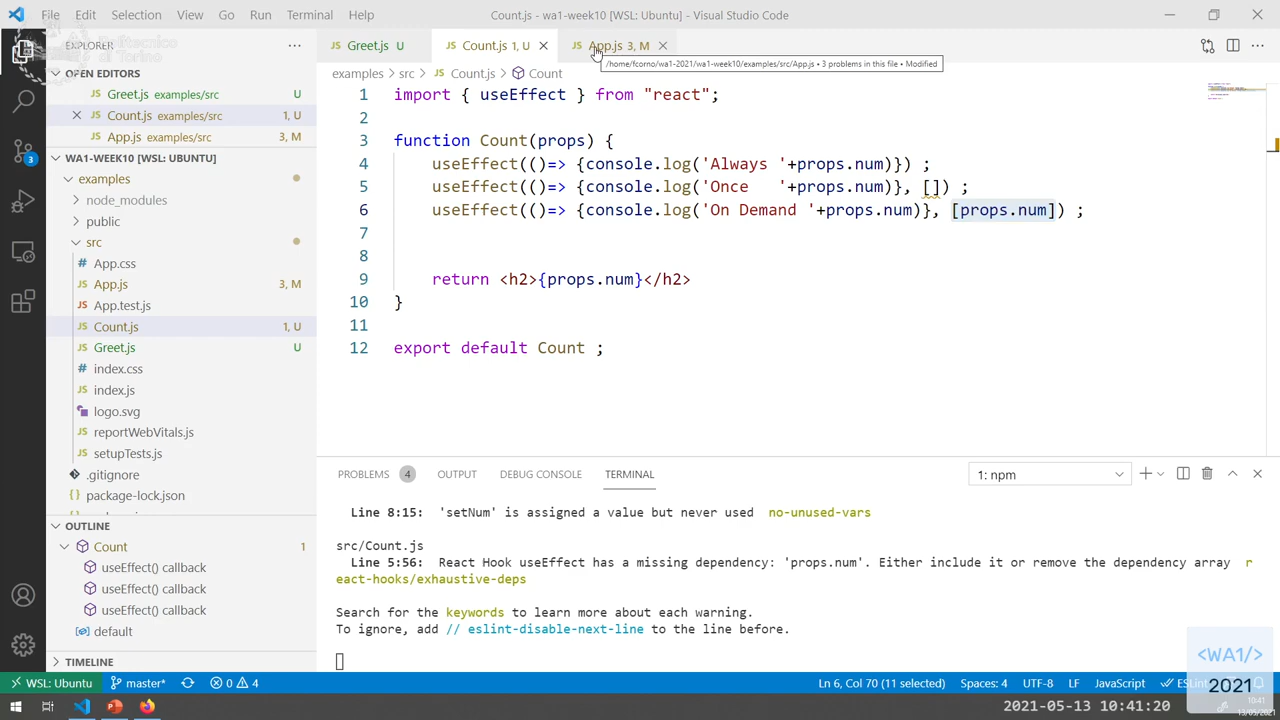 File Edit Selection View Go Run Terminal Help
Count.js - wa1-week10 [WSL: Ubuntu] - Visual Studio Code
Politecnico
di Torino
EXPLORER
OPEN EDITORS
Greet.js examples/src U
Count.js examples/src 1, U
App.js examples/src 3, M
WA1-WEEK10 [WSL: UBUNTU]
examples
node_modules
public
src
App.css
App.js 3, M
App.test.js
Count.js 1, U
Greet.js U
index.css
index.js
logo.svg
reportWebVitals.js
setupTests.js
.gitignore
package-lock.json
OUTLINE
Count 1
useEffect() callback
useEffect() callback
useEffect() callback
default
TIMELINE
Greet.js U
Count.js 1, U
App.js 3, M
/home/fcorno/wa1-2021/wa1-week10/examples/src/App.js • 3 problems in this file • Modified
examples > src > Count.js > Count
1 import { useEffect } from "react";
2
3 function Count(props) {
4 useEffect(()=> {console.log('Always '+props.num)}) ;
5 useEffect(()=> {console.log('Once   '+props.num)}, []) ;
6 useEffect(()=> {console.log('On Demand '+props.num)}, [props.num]) ;
7
8
9 return <h2>{props.num}</h2>
10 }
11
12 export default Count ;
PROBLEMS 4 OUTPUT DEBUG CONSOLE TERMINAL
1: npm
Line 8:15:  'setNum' is assigned a value but never used  no-unused-vars
src/Count.js
Line 5:56:  React Hook useEffect has a missing dependency: 'props.num'. Either include it or remove the dependency array  r
eact-hooks/exhaustive-deps
Search for the keywords to learn more about each warning.
To ignore, add // eslint-disable-next-line to the line before.
WSL: Ubuntu master* 0 4
Ln 6, Col 70 (11 selected) Spaces: 4 UTF-8 LF JavaScript ESLint
<WA1/>
2021
2021-05-13 10:41:20
10:41
13/05/2021
3